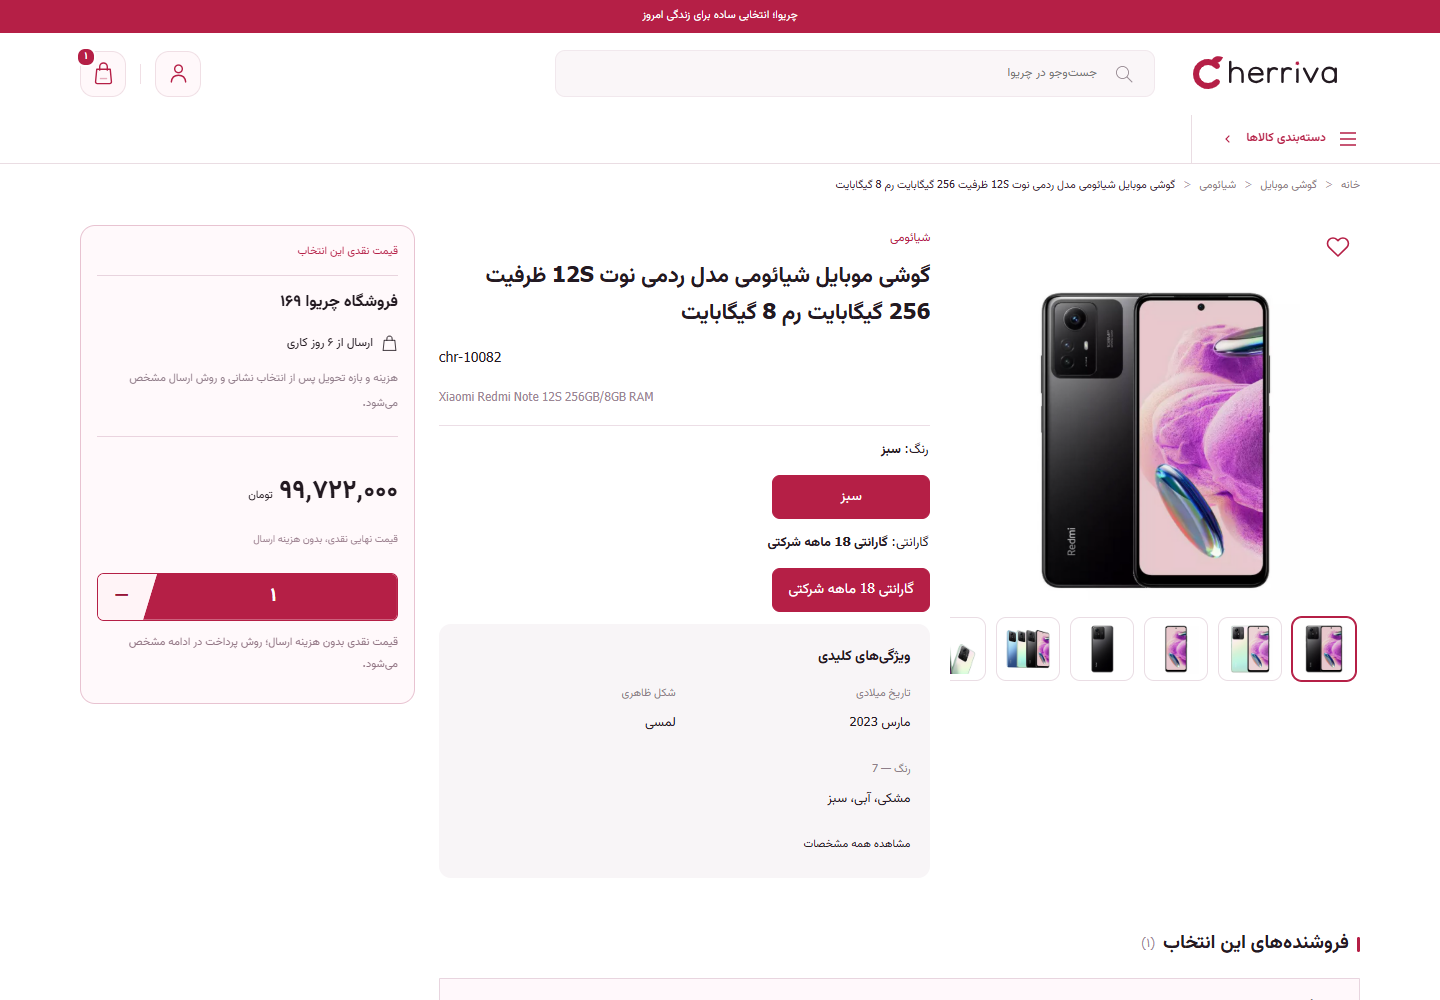 چریوا؛ انتخابی ساده برای زندگی امروز
Cherriva
جست‌وجو در چریوا
۱
دسته‌بندی کالاها
خانه > گوشی موبایل > شیائومی > گوشی موبایل شیائومی مدل ردمی نوت 12S ظرفیت 256 گیگابایت رم 8 گیگابایت
شیائومی
گوشی موبایل شیائومی مدل ردمی نوت 12S ظرفیت
256 گیگابایت رم 8 گیگابایت
chr-10082
Xiaomi Redmi Note 12S 256GB/8GB RAM
رنگ: سبز
سبز
گارانتی: گارانتی 18 ماهه شرکتی
گارانتی 18 ماهه شرکتی
ویژگی‌های کلیدی
تاریخ میلادی
مارس 2023
شکل ظاهری
لمسی
رنگ — 7
مشکی، آبی، سبز
مشاهده همه مشخصات
Redmi
قیمت نقدی این انتخاب
فروشگاه چریوا ۱۶۹
ارسال از ۶ روز کاری
هزینه و بازه تحویل پس از انتخاب نشانی و روش ارسال مشخص
می‌شود.
۹۹,۷۲۲,۰۰۰ تومان
قیمت نهایی نقدی، بدون هزینه ارسال
۱
قیمت نقدی بدون هزینه ارسال؛ روش پرداخت در ادامه مشخص
می‌شود.
فروشنده‌های این انتخاب (۱)